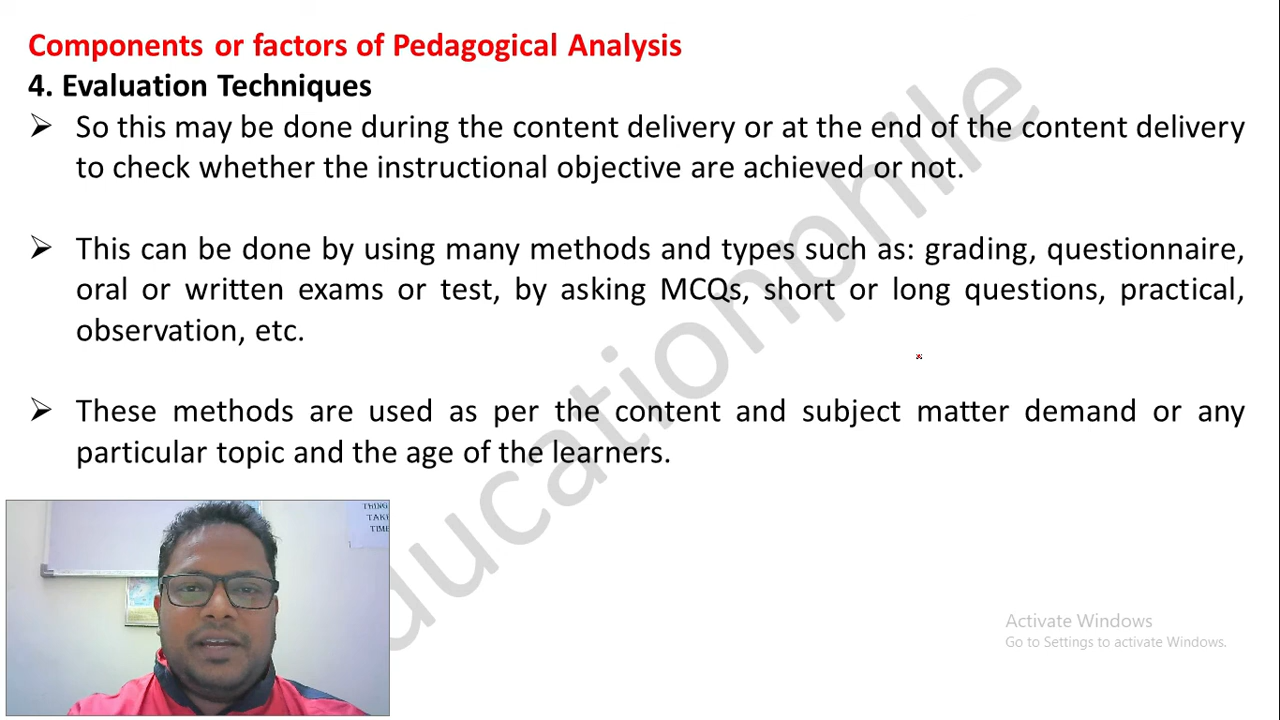 Components or factors of Pedagogical Analysis
4. Evaluation Techniques
➢ So this may be done during the content delivery or at the end of the content delivery
to check whether the instructional objective are achieved or not.
➢ This can be done by using many methods and types such as: grading, questionnaire,
oral or written exams or test, by asking MCQs, short or long questions, practical,
observation, etc.
➢ These methods are used as per the content and subject matter demand or any
particular topic and the age of the learners.
ducationphile
THING
TAKE
TIME
Activate Windows
Go to Settings to activate Windows.